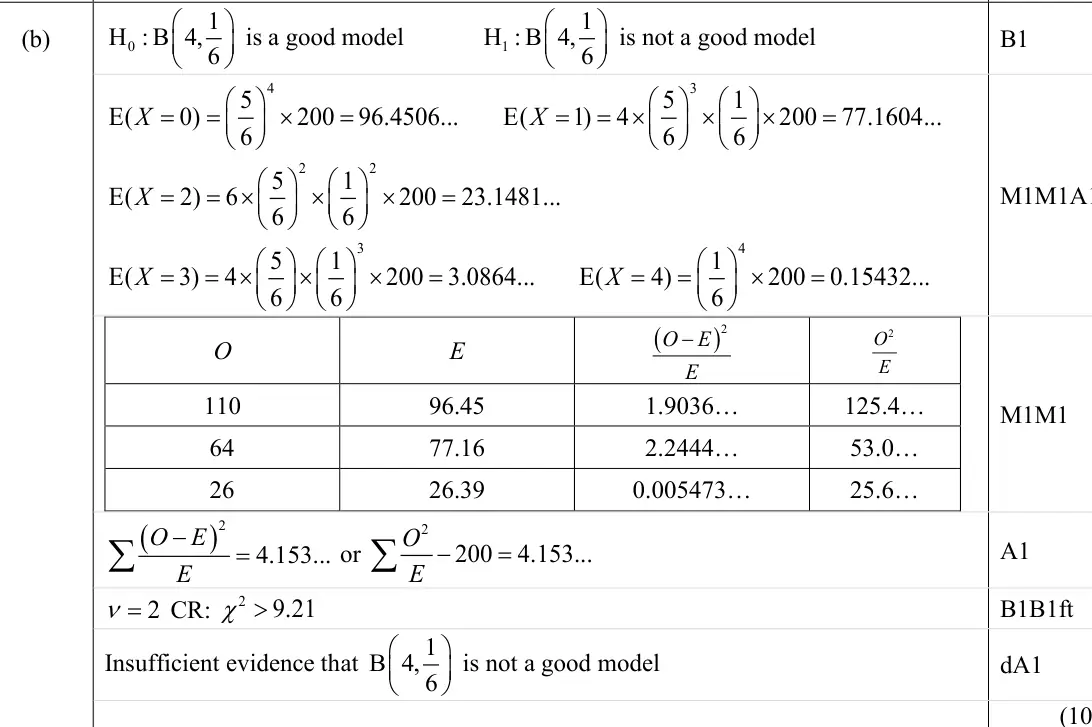 (b) H₀ : B(4, 1/6) is a good model H₁ : B(4, 1/6) is not a good model B1
E(X = 0) = (5/6)⁴ × 200 = 96.4506... E(X = 1) = 4 × (5/6)³ × (1/6) × 200 = 77.1604...
E(X = 2) = 6 × (5/6)² × (1/6)² × 200 = 23.1481... M1M1A1
E(X = 3) = 4 × (5/6) × (1/6)³ × 200 = 3.0864... E(X = 4) = (1/6)⁴ × 200 = 0.15432...
O E (O − E)²/E O²/E
110 96.45 1.9036… 125.4…
64 77.16 2.2444… 53.0… M1M1
26 26.39 0.005473… 25.6…
∑ (O − E)²/E = 4.153... or ∑ O²/E − 200 = 4.153... A1
ν = 2 CR: χ² > 9.21 B1B1ft
Insufficient evidence that B(4, 1/6) is not a good model dA1
(10